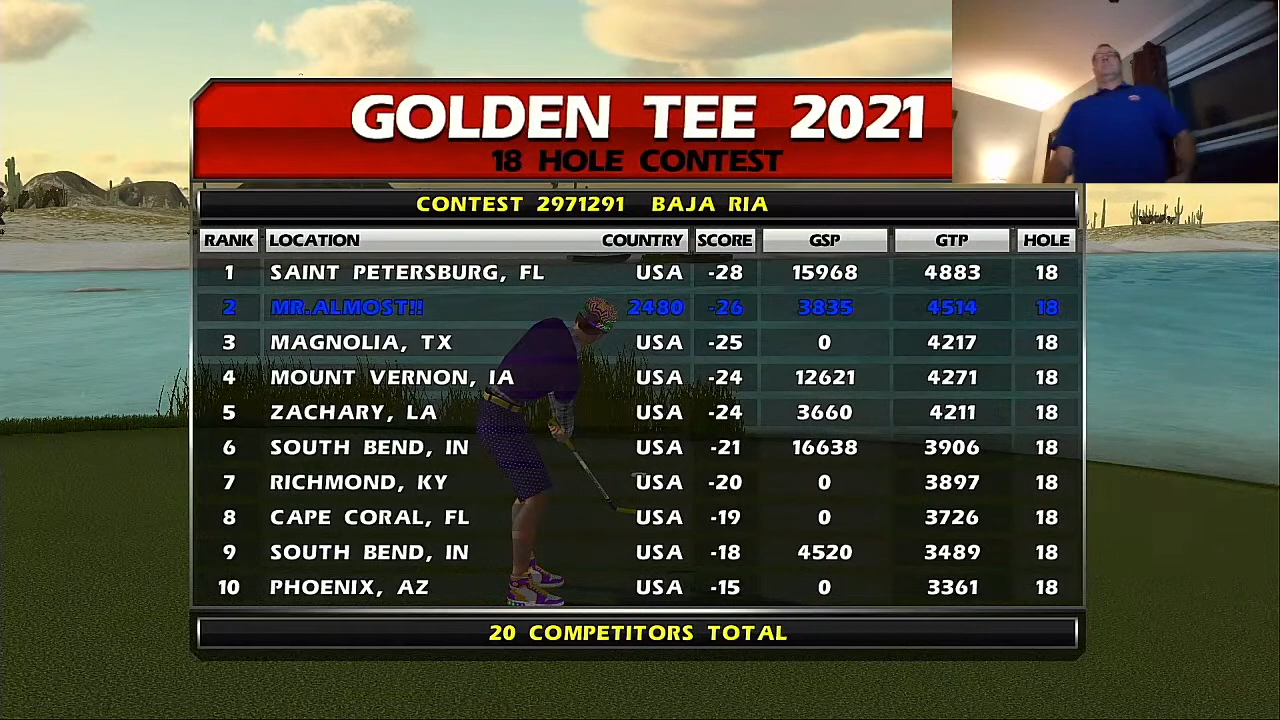 GOLDEN TEE 2021
18 HOLE CONTEST
CONTEST 2971291 BAJA RIA
RANK LOCATION COUNTRY SCORE GSP GTP HOLE
1 SAINT PETERSBURG, FL USA -28 15968 4883 18
2 MR.ALMOST!! 2480 -26 3835 4514 18
3 MAGNOLIA, TX USA -25 0 4217 18
4 MOUNT VERNON, IA USA -24 12621 4271 18
5 ZACHARY, LA USA -24 3660 4211 18
6 SOUTH BEND, IN USA -21 16638 3906 18
7 RICHMOND, KY USA -20 0 3897 18
8 CAPE CORAL, FL USA -19 0 3726 18
9 SOUTH BEND, IN USA -18 4520 3489 18
10 PHOENIX, AZ USA -15 0 3361 18
20 COMPETITORS TOTAL